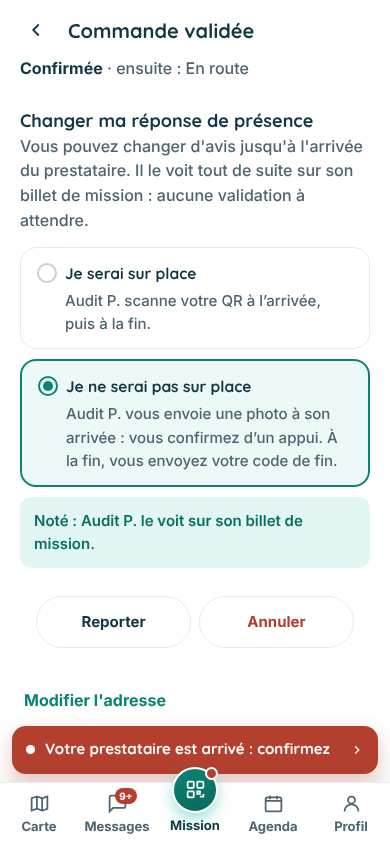 Commande validée
Confirmée · ensuite : En route
Changer ma réponse de présence
Vous pouvez changer d'avis jusqu'à l'arrivée
du prestataire. Il le voit tout de suite sur son
billet de mission : aucune validation à
attendre.
Je serai sur place
Audit P. scanne votre QR à l’arrivée,
puis à la fin.
Je ne serai pas sur place
Audit P. vous envoie une photo à son
arrivée : vous confirmez d’un appui. À
la fin, vous envoyez votre code de fin.
Noté : Audit P. le voit sur son billet de
mission.
Reporter
Annuler
Modifier l'adresse
Votre prestataire est arrivé : confirmez
9+
Carte
Messages
Mission
Agenda
Profil